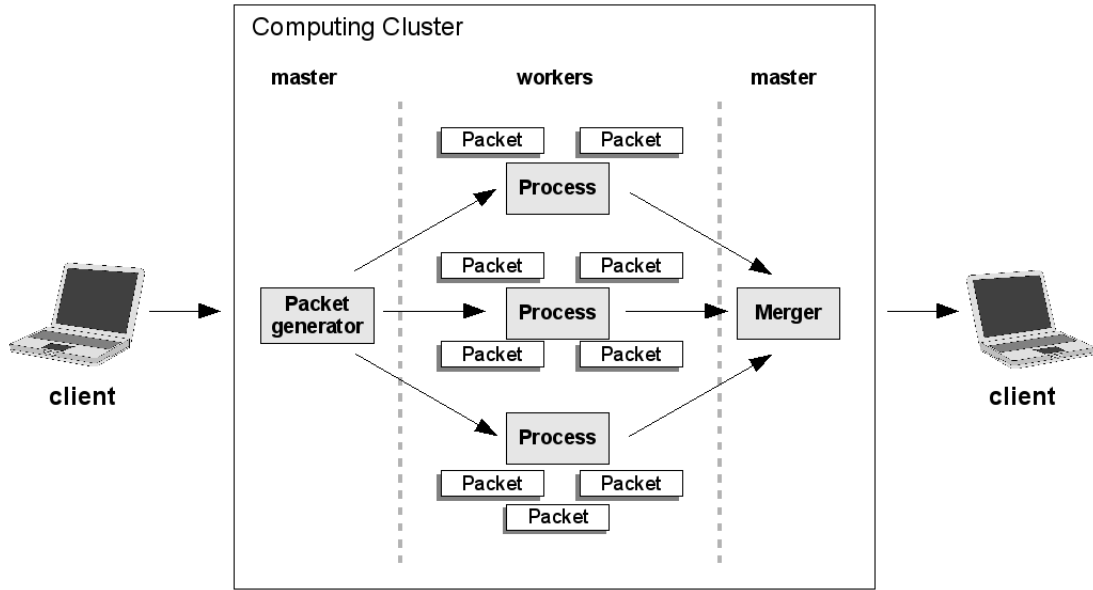 Computing Cluster
master
workers
master
Packet
Packet
Process
Packet
Packet
Packet
generator
Process
Merger
Packet
Packet
client
client
Process
Packet
Packet
Packet